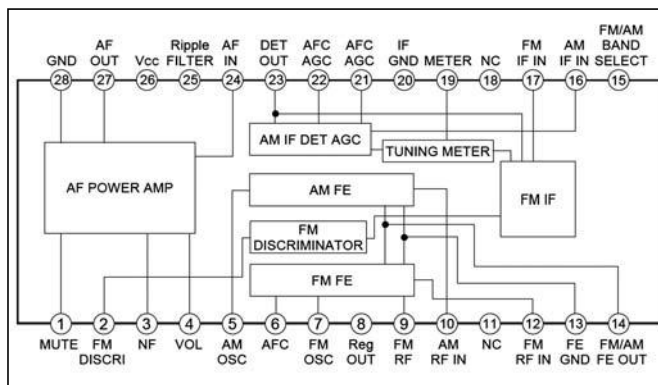 GND
AF OUT
Vcc
Ripple FILTER
AF IN
DET OUT
AFC AGC
AFC AGC
IF GND
METER
NC
FM IF IN
AM IF IN
FM/AM BAND SELECT
28
27
26
25
24
23
22
21
20
19
18
17
16
15
AM IF DET AGC
TUNING METER
AF POWER AMP
AM FE
FM IF
FM DISCRIMINATOR
FM FE
1
2
3
4
5
6
7
8
9
10
11
12
13
14
MUTE
FM DISCRI
NF
VOL
AM OSC
AFC
FM OSC
Reg OUT
FM RF
AM RF IN
NC
FM RF IN
FE GND
FM/AM FE OUT